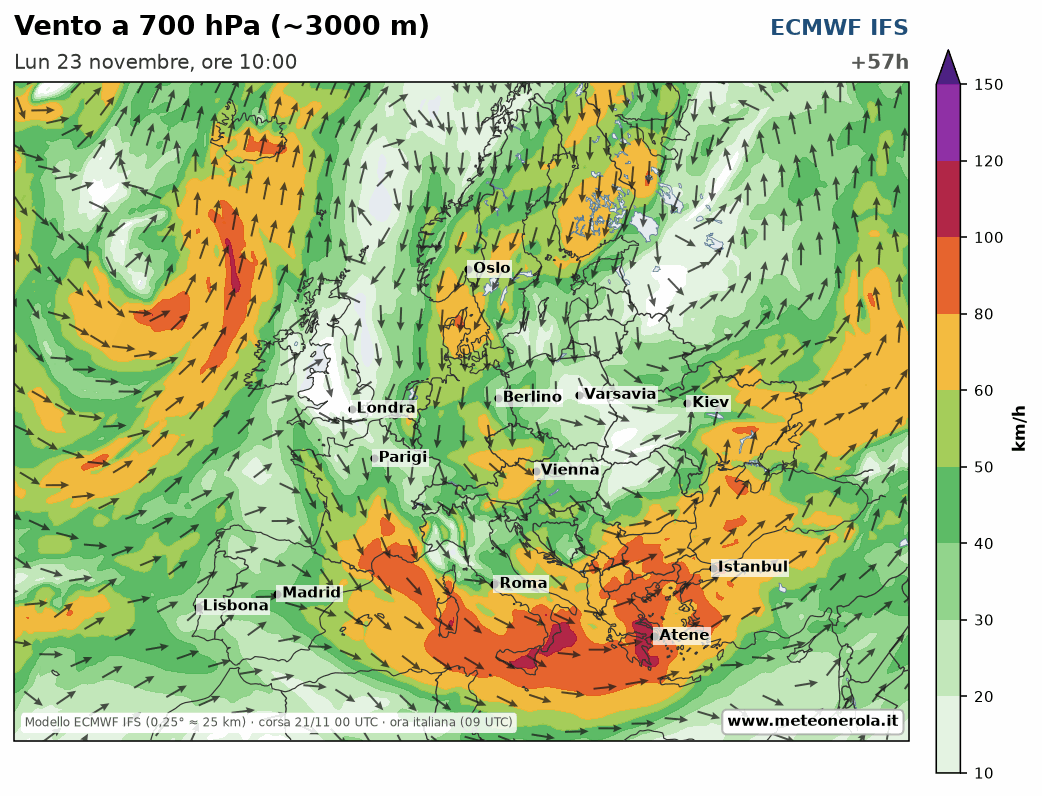 Vento a 700 hPa (~3000 m)
ECMWF IFS
Lun 23 novembre, ore 10:00
+57h
150
120
100
80
60
50
40
30
20
10
km/h
Oslo
Berlino
Varsavia
Kiev
Londra
Parigi
Vienna
Istanbul
Roma
Madrid
Lisbona
Atene
Modello ECMWF IFS (0,25° ≈ 25 km) · corsa 21/11 00 UTC · ora italiana (09 UTC)
www.meteonerola.it